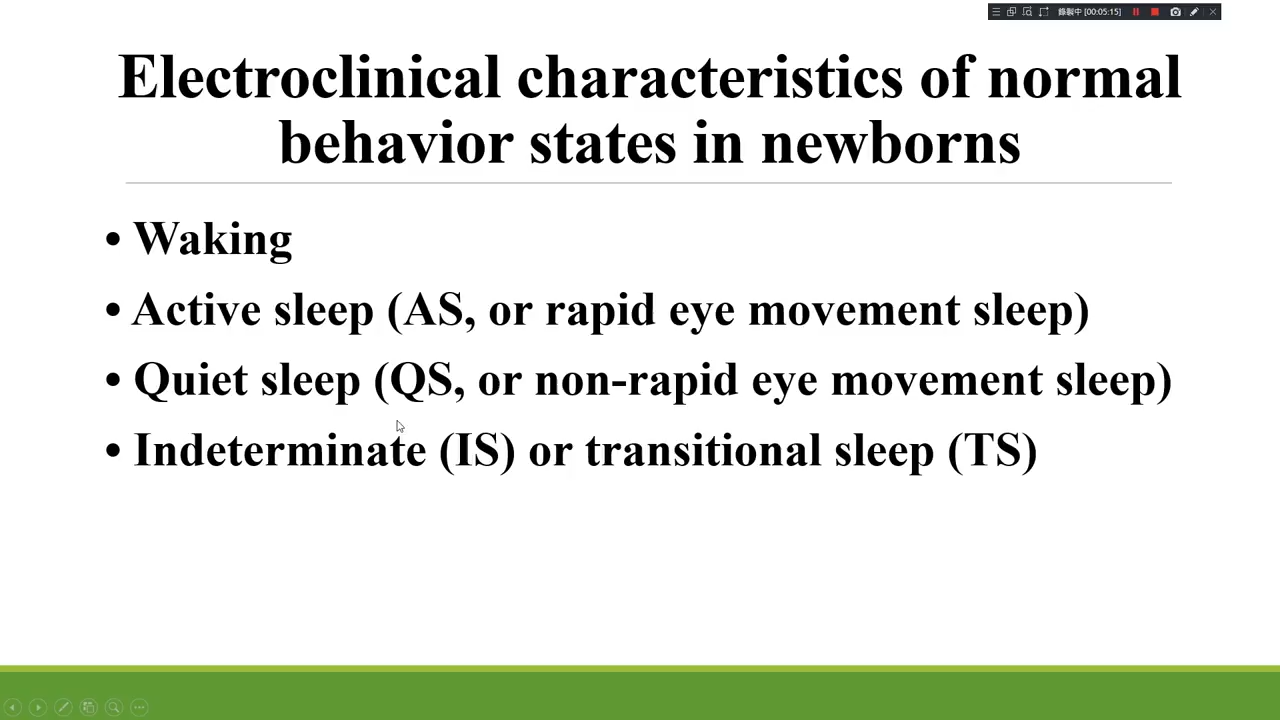 錄製中 [00:05:15]
Electroclinical characteristics of normal
behavior states in newborns
• Waking
• Active sleep (AS, or rapid eye movement sleep)
• Quiet sleep (QS, or non-rapid eye movement sleep)
• Indeterminate (IS) or transitional sleep (TS)